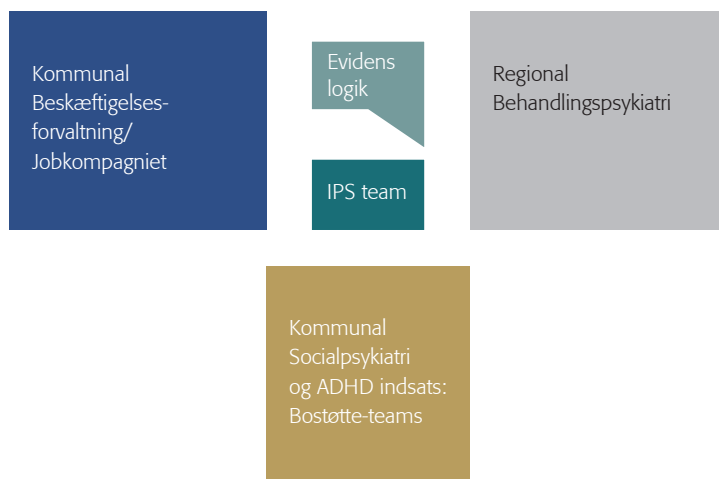 Kommunal
Beskæftigelses-
forvaltning/
Jobkompagniet
Evidens
logik
IPS team
Regional
Behandlingspsykiatri
Kommunal
Socialpsykiatri
og ADHD indsats:
Bostøtte-teams